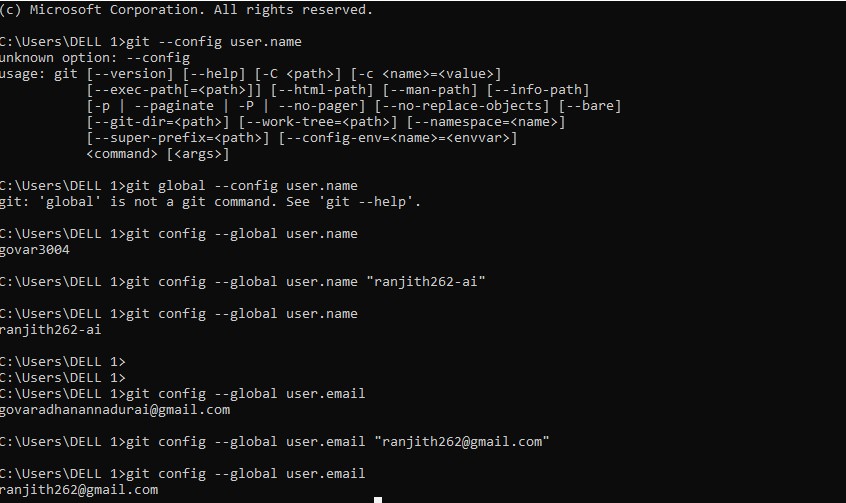 (c) Microsoft Corporation. All rights reserved.
C:\Users\DELL 1>git --config user.name
unknown option: --config
usage: git [--version] [--help] [-C <path>] [-c <name>=<value>]
[--exec-path[=<path>]] [--html-path] [--man-path] [--info-path]
[-p | --paginate | -P | --no-pager] [--no-replace-objects] [--bare]
[--git-dir=<path>] [--work-tree=<path>] [--namespace=<name>]
[--super-prefix=<path>] [--config-env=<name>=<envvar>]
<command> [<args>]
C:\Users\DELL 1>git global --config user.name
git: 'global' is not a git command. See 'git --help'.
C:\Users\DELL 1>git config --global user.name
govar3004
C:\Users\DELL 1>git config --global user.name "ranjith262-ai"
C:\Users\DELL 1>git config --global user.name
ranjith262-ai
C:\Users\DELL 1>
C:\Users\DELL 1>
C:\Users\DELL 1>git config --global user.email
govaradhanannadurai@gmail.com
C:\Users\DELL 1>git config --global user.email "ranjith262@gmail.com"
C:\Users\DELL 1>git config --global user.email
ranjith262@gmail.com